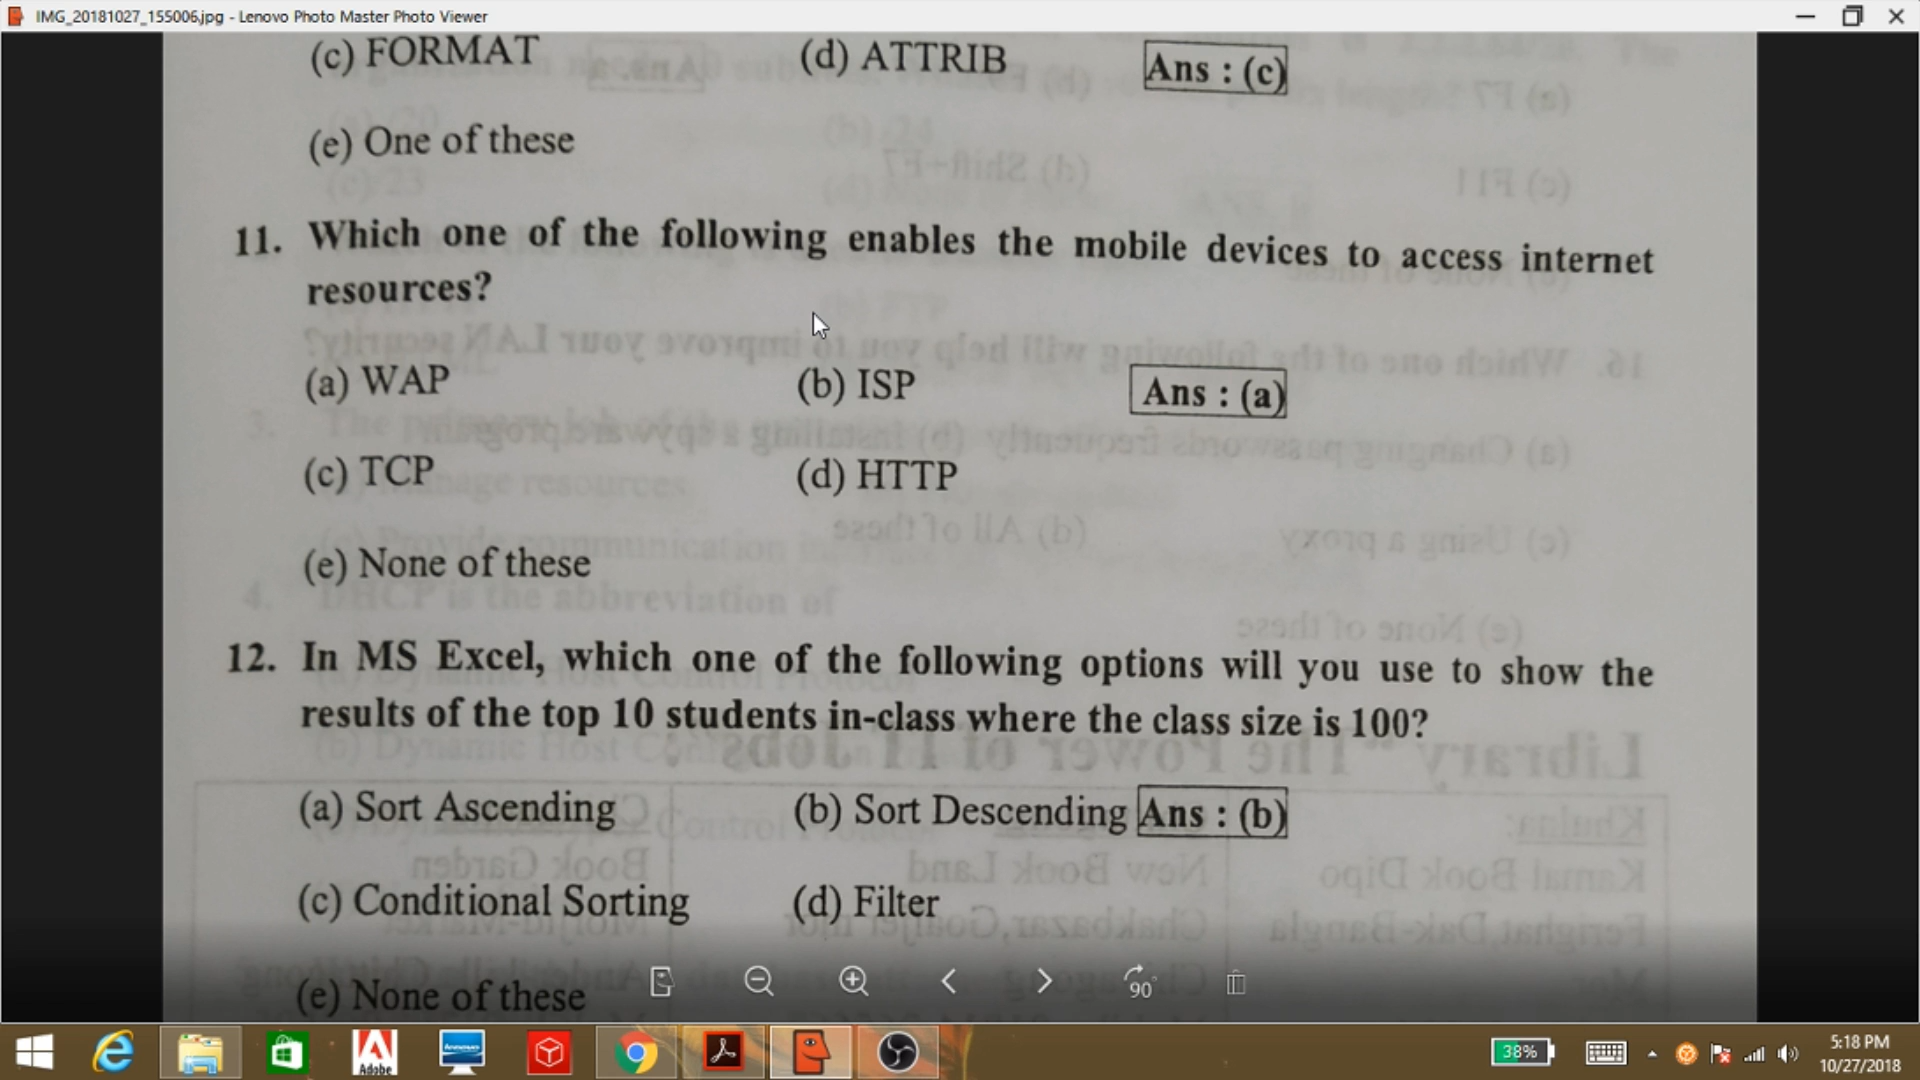 IMG_20181027_155006.jpg - Lenovo Photo Master Photo Viewer
(c) FORMAT (d) ATTRIB Ans : (c)
(e) One of these
11. Which one of the following enables the mobile devices to access internet
resources?
(a) WAP (b) ISP Ans : (a)
(c) TCP (d) HTTP
(e) None of these
12. In MS Excel, which one of the following options will you use to show the
results of the top 10 students in-class where the class size is 100?
(a) Sort Ascending (b) Sort Descending Ans : (b)
(c) Conditional Sorting (d) Filter
(e) None of these
90°
Adobe
lenovo
38%
5:18 PM
10/27/2018